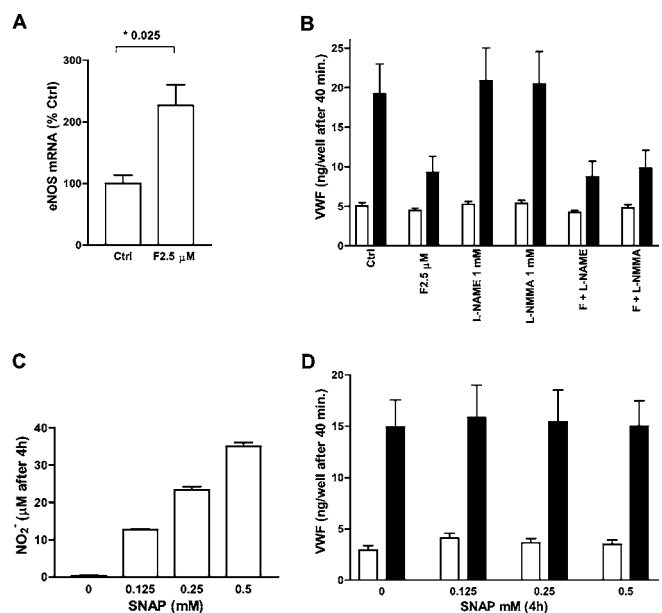 A
* 0.025
300
200
100
0
eNOS mRNA (% Ctrl)
Ctrl
F2.5 μM
B
25
20
15
10
5
0
VWF (ng/well after 40 min.)
Ctrl
F2.5 μM
L-NAME 1 mM
L-NMMA 1 mM
F + L-NAME
F + L-NMMA
C
40
30
20
10
0
NO2- (μM after 4h)
0
0.125
0.25
0.5
SNAP (mM)
D
20
15
10
5
0
VWF (ng/well after 40 min.)
0
0.125
0.25
0.5
SNAP mM (4h)